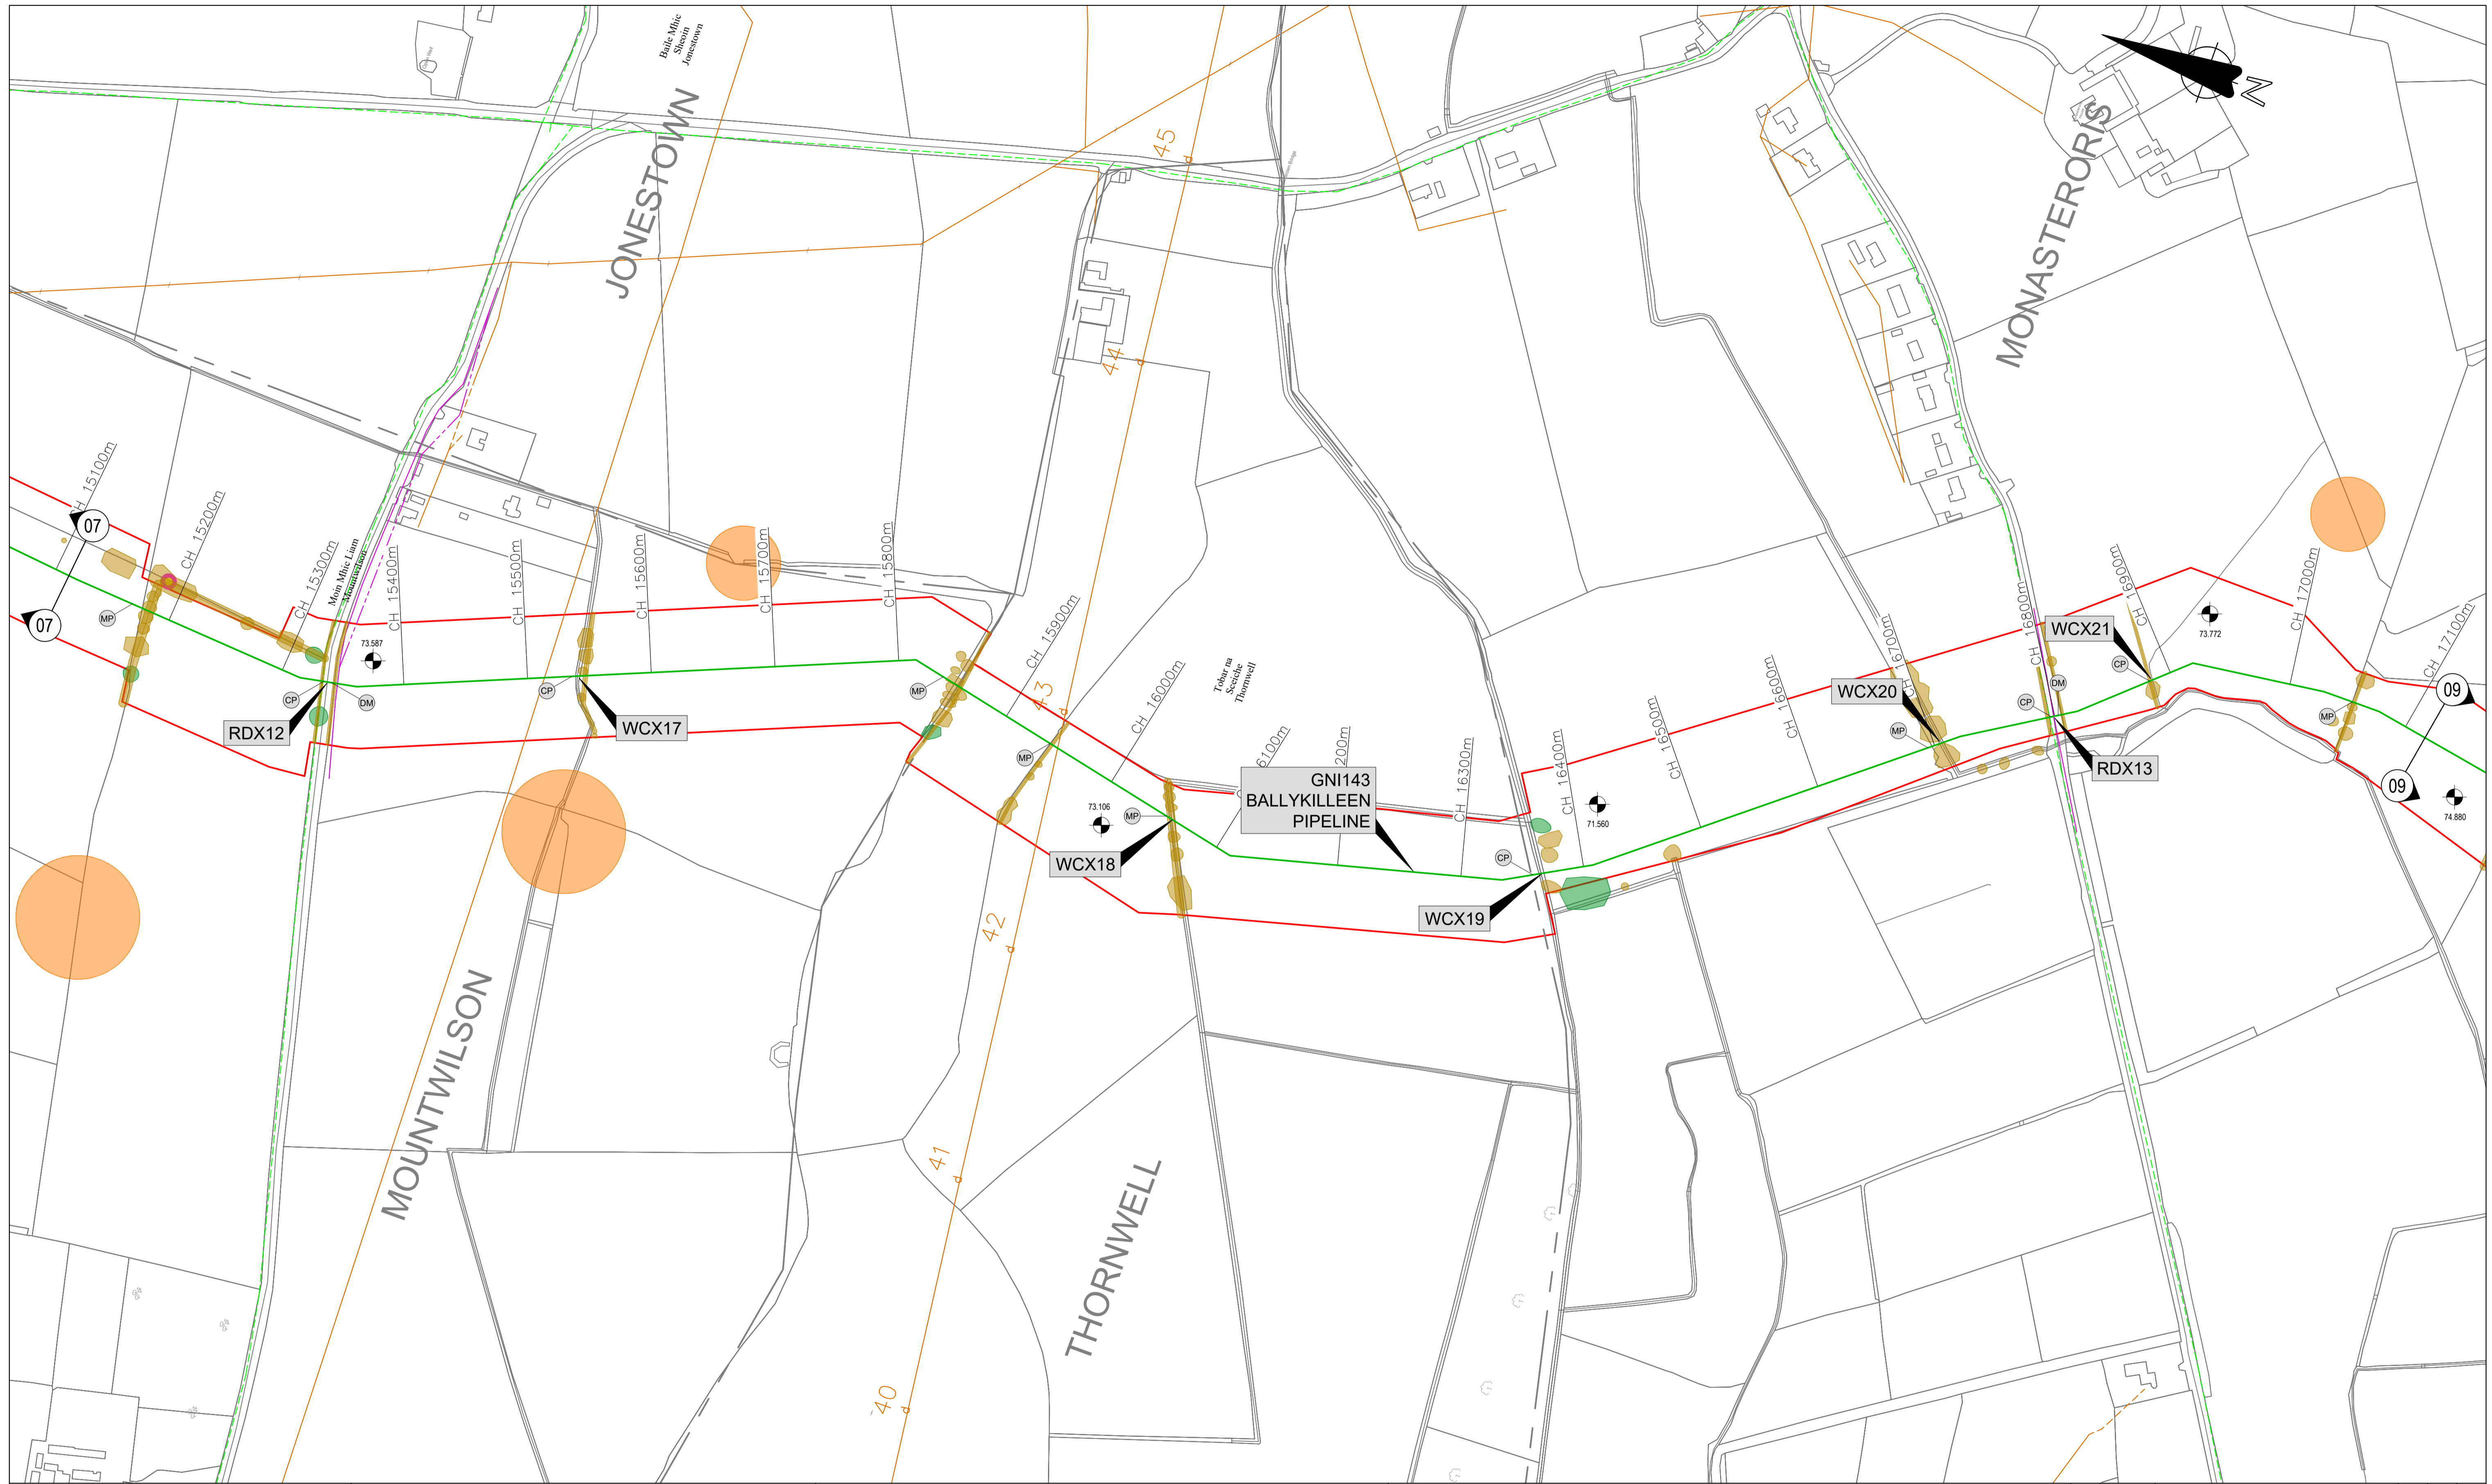 Baile Mhic
Sheoin
Jonestown
JONESTOWN
45
d
N
MONASTERORIS
44
d
CH 15100m
07
07
MP
CH 15200m
CH 15300m
Moin Mhic Liam
Mountwilson
CH 15400m
73.587
CP
DM
RDX12
CH 15500m
CP
WCX17
CH 15600m
CH 15700m
CH 15800m
MP
CH 15900m
43
d
MP
CH 16000m
Tobar na
Sceiche
Thornwell
73.106
MP
WCX18
6100m
200m
GNI143
BALLYKILLEEN
PIPELINE
CH 16300m
CP
WCX19
CH 16400m
71.560
CH 16500m
CH 16600m
CH 16700m
WCX20
MP
CH 16800m
CP
DM
RDX13
WCX21
CP
CH 16900m
73.772
CH 17000m
MP
CH 17100m
09
09
74.880
42
d
MOUNTWILSON
41
d
THORNWELL
40
d